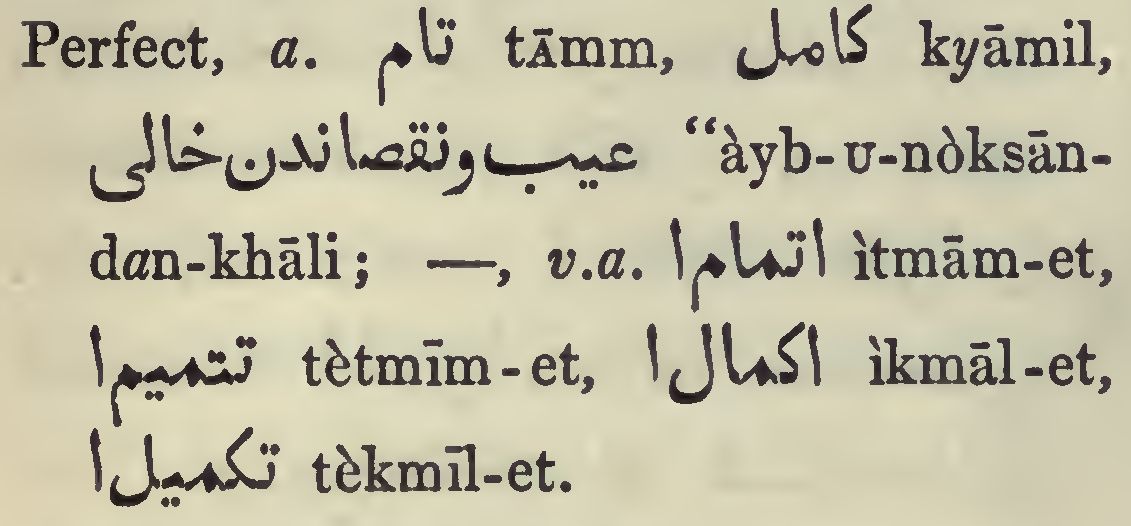 Perfect, a. تام tāmm, كامل kyāmil,
عيب ونقصاندن خالى “àyb-u-nòksān-
dan-khāli; —, v.a. اتمام ا ìtmām-et,
تتميم ا tètmīm-et, اكمال ا ìkmāl-et,
تكميل ا tèkmīl-et.